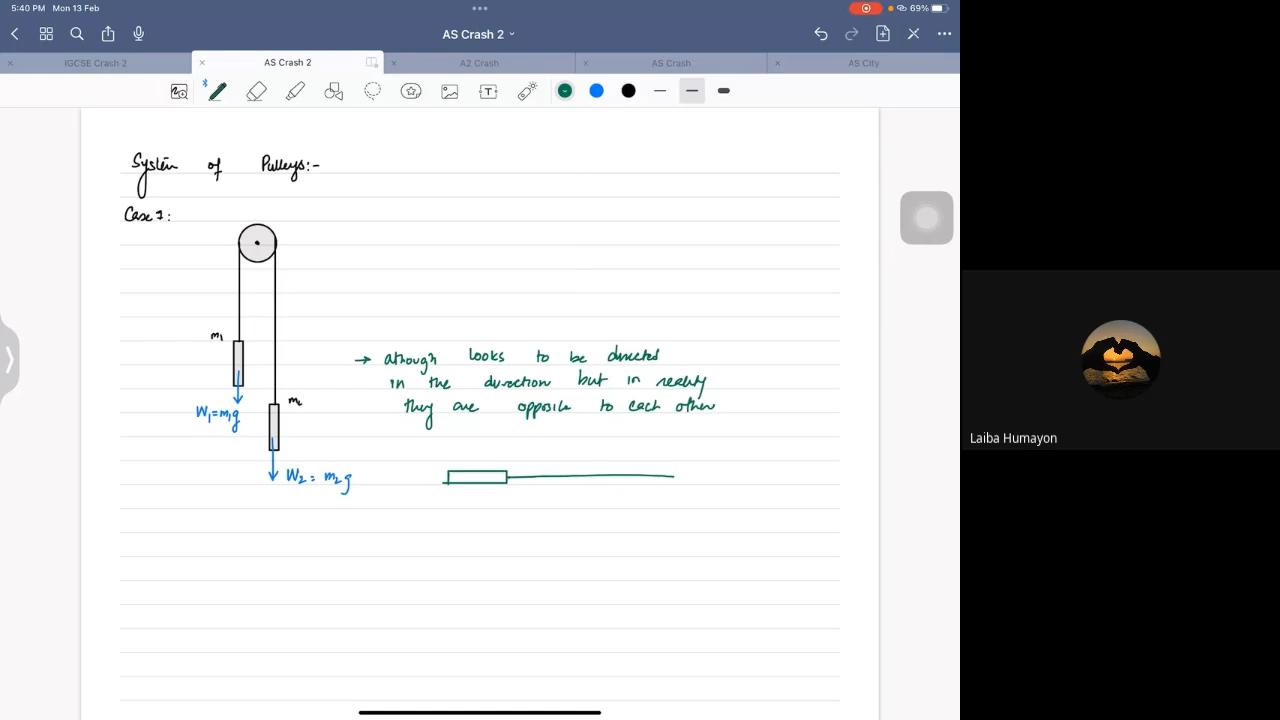 5:40 PM Mon 13 Feb
69%
AS Crash 2
IGCSE Crash 2
AS Crash 2
A2 Crash
AS Crash
AS City
System of Pulleys:-
Case 1:
m1
→ athough looks to be directed
in the direction but in reality
they are opposite to each other
m2
W1=m1g
W2 = m2g
Laiba Humayon